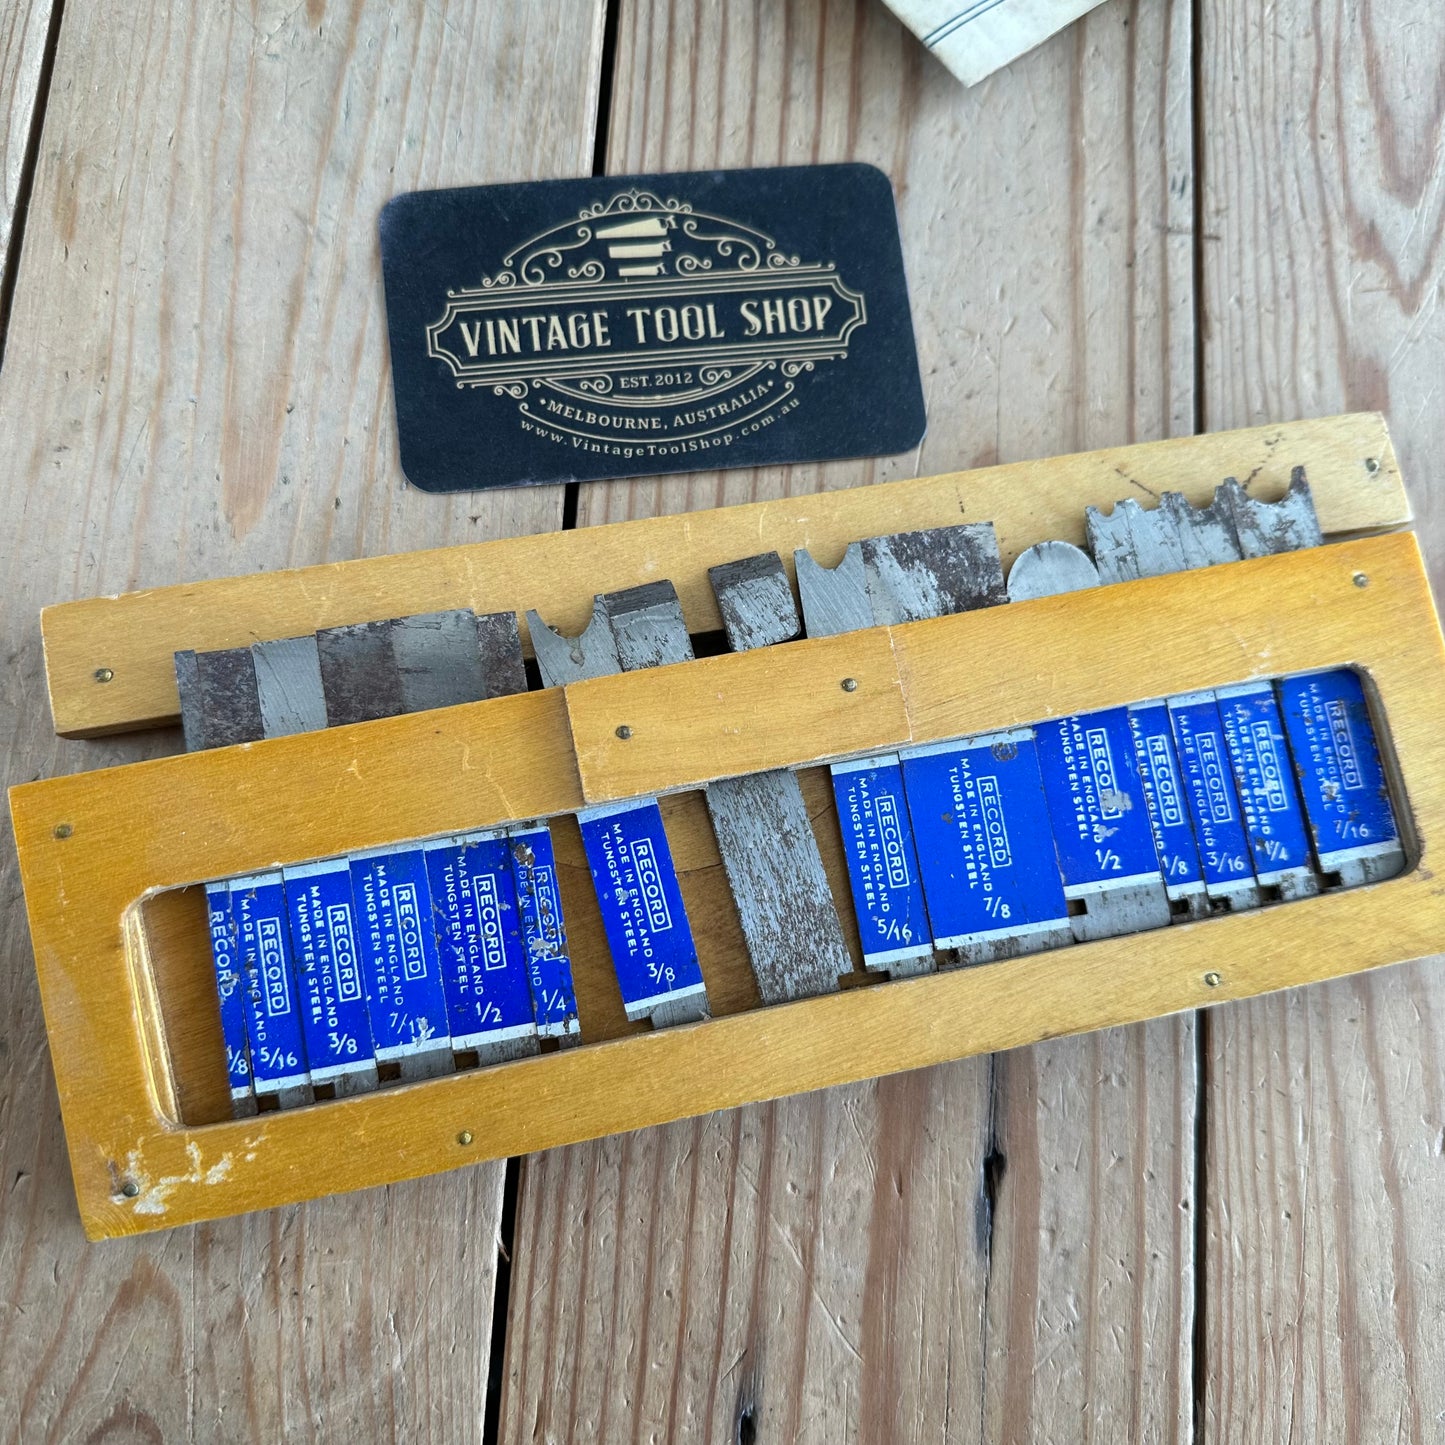 VINTAGE TOOL SHOP
EST. 2012
•MELBOURNE, AUSTRALIA•
www.VintageToolShop.com.au
RECORD
1/8
RECORD
MADE IN ENGLAND
5/16
RECORD
MADE IN ENGLAND
TUNGSTEN STEEL
3/8
RECORD
MADE IN ENGLAND
TUNGSTEN STEEL
RECORD
MADE IN ENGLAND
TUNGSTEN STEEL
1/2
RECORD
IN ENGLAND
1/4
RECORD
MADE IN ENGLAND
TUNGSTEN STEEL
3/8
RECORD
MADE IN ENGLAND
TUNGSTEN STEEL
5/16
RECORD
MADE IN ENGLAND
TUNGSTEN STEEL
7/8
RECORD
MADE IN ENGLAND
TUNGSTEN STEEL
1/2
RECORD
MADE IN ENGLAND
1/8
RECORD
MADE IN ENGLAND
3/16
RECORD
MADE IN ENGLAND
TUNGSTEN STEEL
1/4
RECORD
MADE IN ENGLAND
TUNGSTEN STEEL
7/16